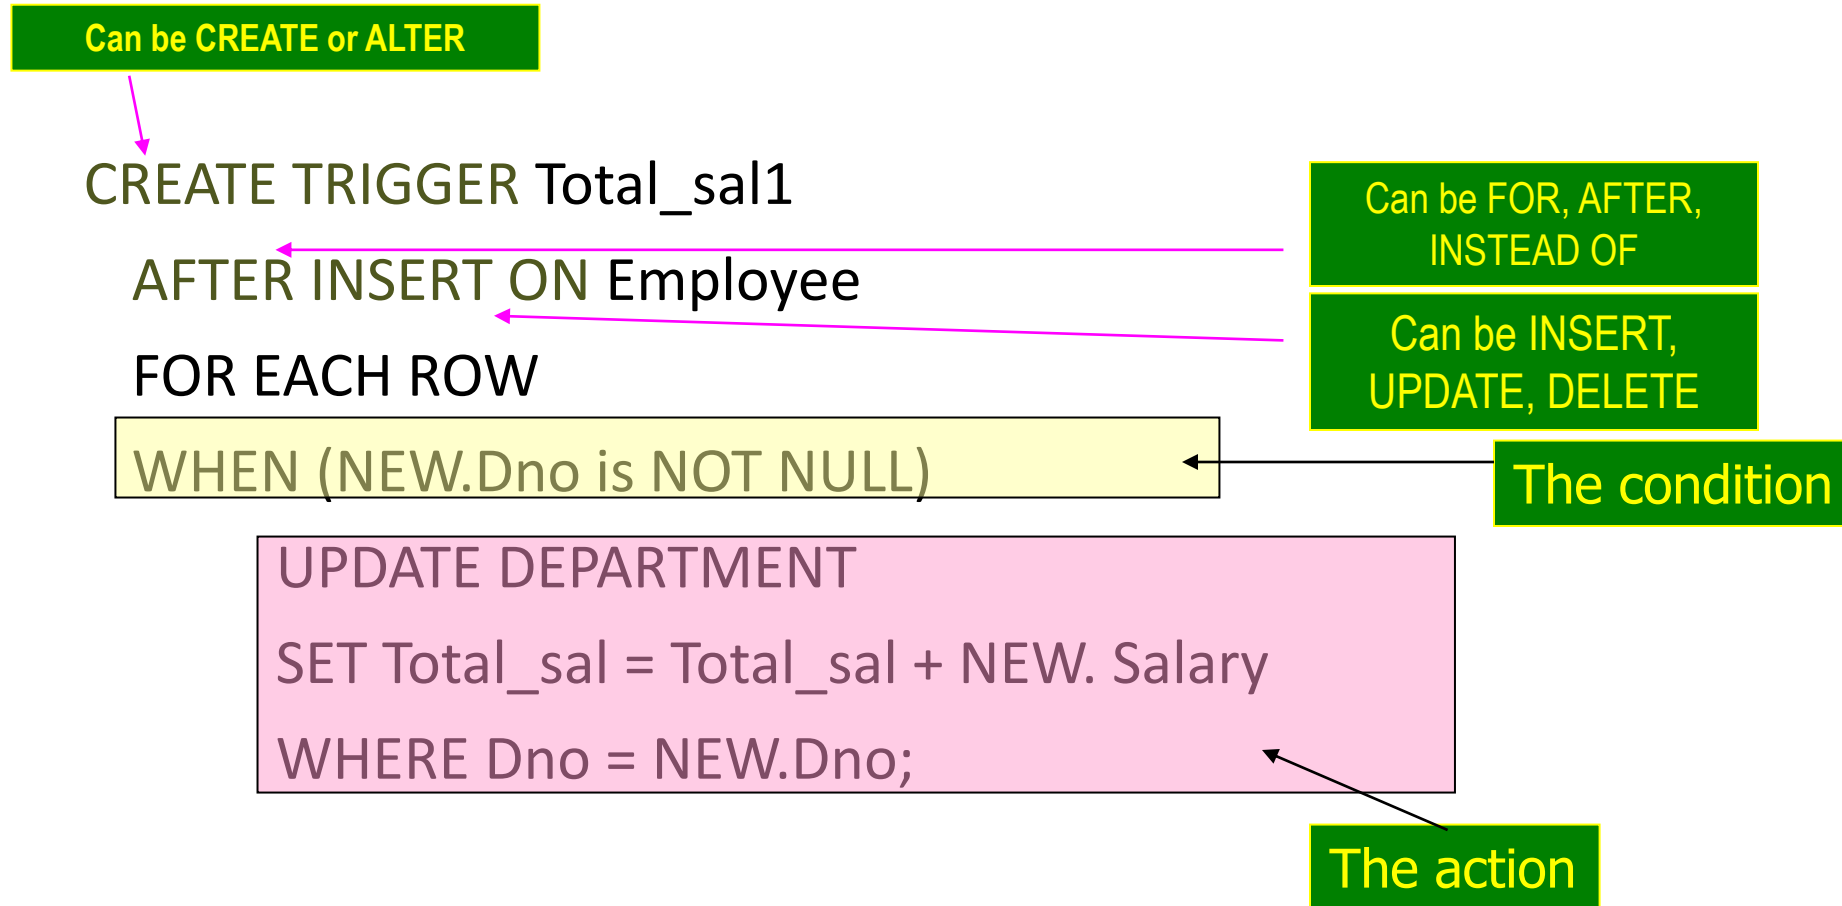 Can be CREATE or ALTER
CREATE TRIGGER Total_sal1
AFTER INSERT ON Employee
FOR EACH ROW
WHEN (NEW.Dno is NOT NULL)
UPDATE DEPARTMENT
SET Total_sal = Total_sal + NEW. Salary
WHERE Dno = NEW.Dno;
Can be FOR, AFTER,
INSTEAD OF
Can be INSERT,
UPDATE, DELETE
The condition
The action